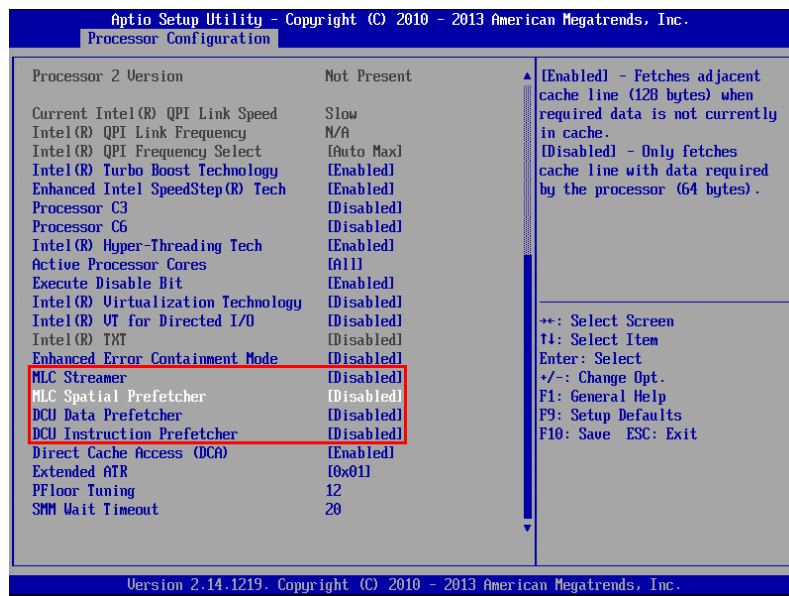 Aptio Setup Utility - Copyright (C) 2010 - 2013 American Megatrends, Inc.
Processor Configuration
Processor 2 Version Not Present
Current Intel(R) QPI Link Speed Slow
Intel(R) QPI Link Frequency N/A
Intel(R) QPI Frequency Select [Auto Max]
Intel(R) Turbo Boost Technology [Enabled]
Enhanced Intel SpeedStep(R) Tech [Enabled]
Processor C3 [Disabled]
Processor C6 [Disabled]
Intel(R) Hyper-Threading Tech [Enabled]
Active Processor Cores [All]
Execute Disable Bit [Enabled]
Intel(R) Virtualization Technology [Disabled]
Intel(R) VT for Directed I/O [Disabled]
Intel(R) TXT [Disabled]
Enhanced Error Containment Mode [Disabled]
MLC Streamer [Disabled]
MLC Spatial Prefetcher [Disabled]
DCU Data Prefetcher [Disabled]
DCU Instruction Prefetcher [Disabled]
Direct Cache Access (DCA) [Enabled]
Extended ATR [0x01]
PFloor Tuning 12
SMM Wait Timeout 20
[Enabled] - Fetches adjacent
cache line (128 bytes) when
required data is not currently
in cache.
[Disabled] - Only fetches
cache line with data required
by the processor (64 bytes).
→←: Select Screen
↑↓: Select Item
Enter: Select
+/-: Change Opt.
F1: General Help
F9: Setup Defaults
F10: Save ESC: Exit
Version 2.14.1219. Copyright (C) 2010 - 2013 American Megatrends, Inc.